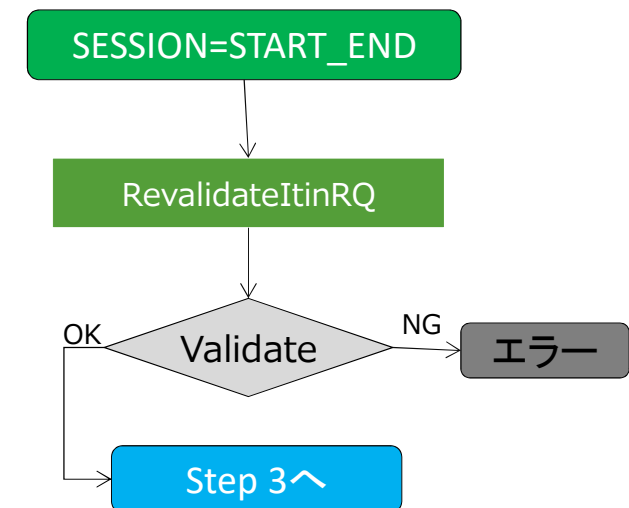 SESSION=START_END
RevalidateItinRQ
OK
Validate
NG
エラー
Step 3へ